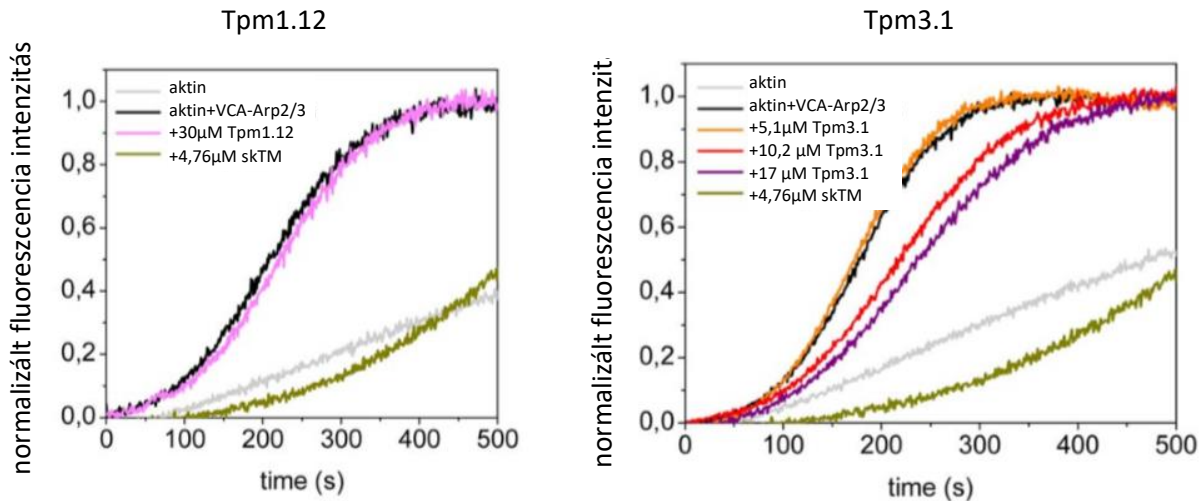 Tpm1.12
normalizált fluoreszcencia intenzitás
aktin
aktin+VCA-Arp2/3
+30µM Tpm1.12
+4,76µM skTM
1,0
0,8
0,6
0,4
0,2
0,0
0 100 200 300 400 500
time (s)
Tpm3.1
normalizált fluoreszcencia intenzit
aktin
aktin+VCA-Arp2/3
+5,1µM Tpm3.1
+10,2 µM Tpm3.1
+17 µM Tpm3.1
+4,76µM skTM
1,0
0,8
0,6
0,4
0,2
0,0
0 100 200 300 400 500
time (s)